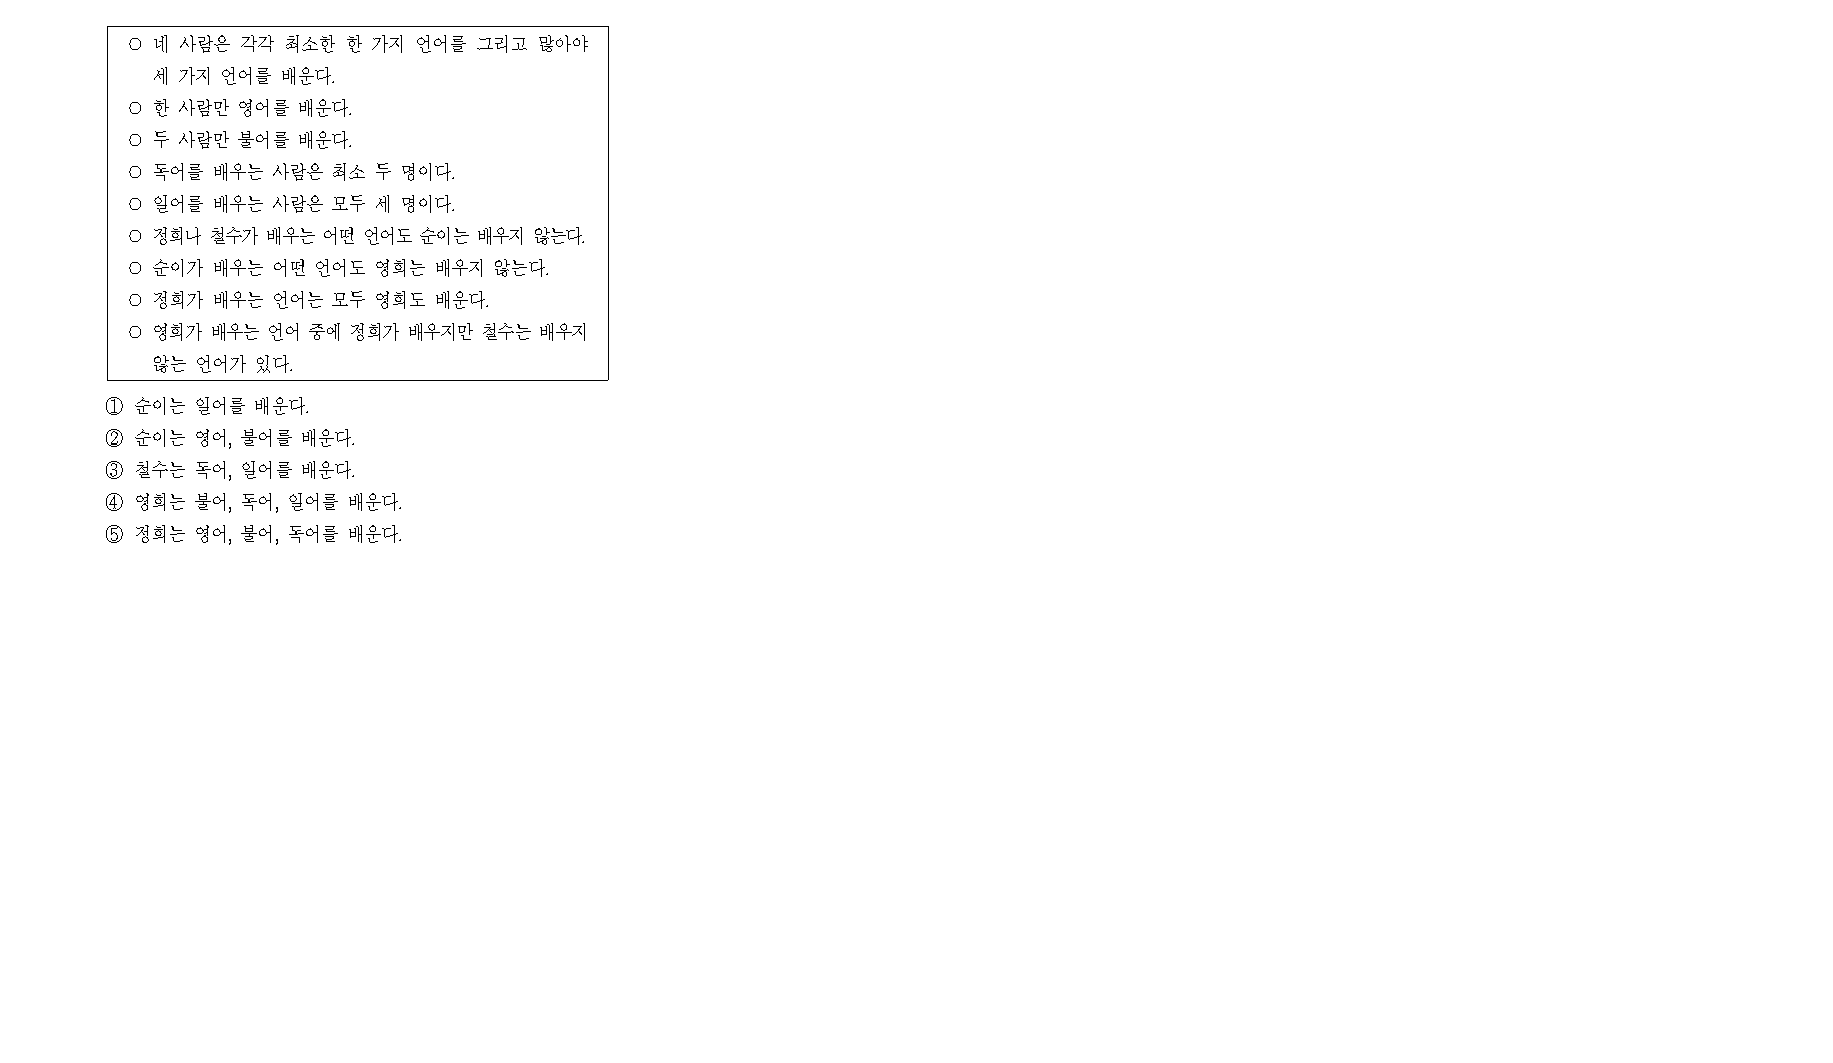 ○ 네 사람은 각각 최소한 한 가지 언어를 그리고 많아야
세 가지 언어를 배운다.
○ 한 사람만 영어를 배운다.
○ 두 사람만 불어를 배운다.
○ 독어를 배우는 사람은 최소 두 명이다.
○ 일어를 배우는 사람은 모두 세 명이다.
○ 정희나 철수가 배우는 어떤 언어도 순이는 배우지 않는다.
○ 순이가 배우는 어떤 언어도 영희는 배우지 않는다.
○ 정희가 배우는 언어는 모두 영희도 배운다.
○ 영희가 배우는 언어 중에 정희가 배우지만 철수는 배우지
않는 언어가 있다.
① 순이는 일어를 배운다.
② 순이는 영어, 불어를 배운다.
③ 철수는 독어, 일어를 배운다.
④ 영희는 불어, 독어, 일어를 배운다.
⑤ 정희는 영어, 불어, 독어를 배운다.